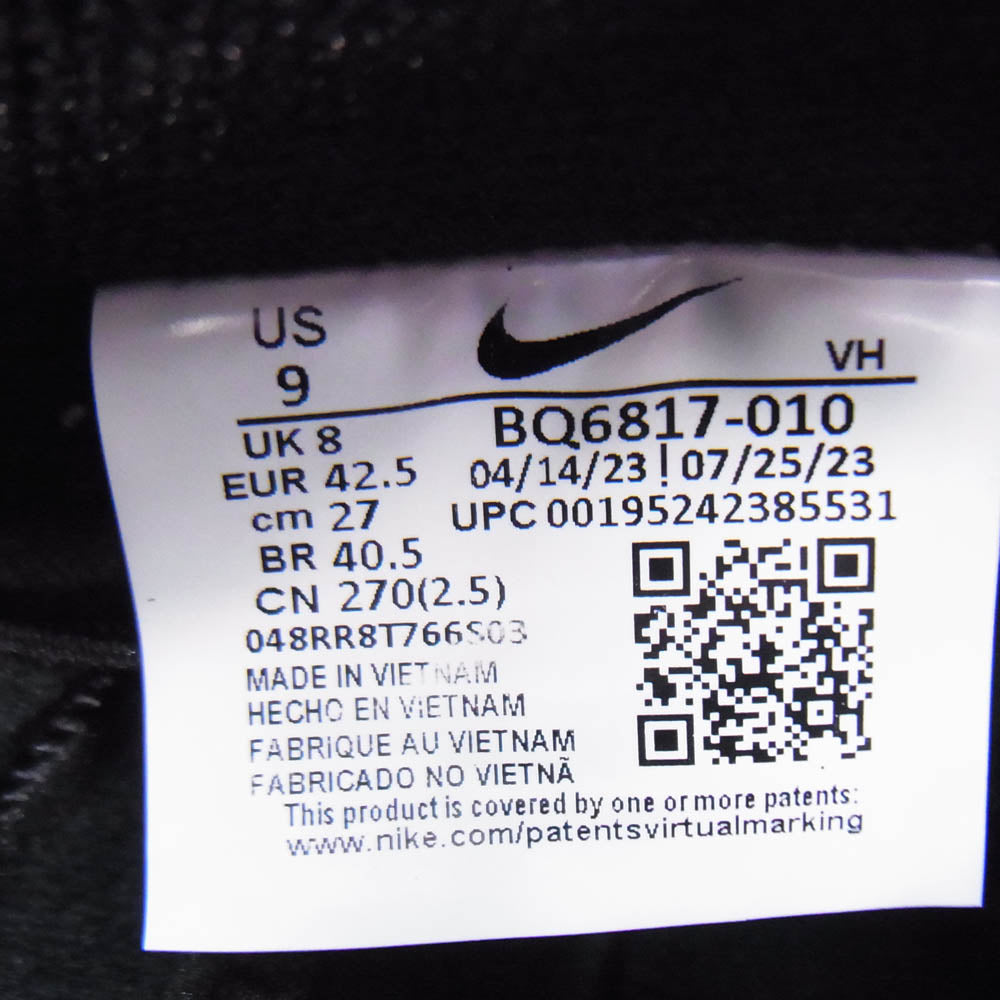 US
9
VH
UK 8
EUR 42.5
cm 27
BR 40.5
CN 270(2.5)
BQ6817-010
04/14/23 ! 07/25/23
UPC 00195242385531
048RR8T766S03
MADE IN VIETNAM
HECHO EN VIETNAM
FABRIQUE AU VIETNAM
FABRICADO NO VIETNÃ
This product is covered by one or more patents:
www.nike.com/patentsvirtualmarking